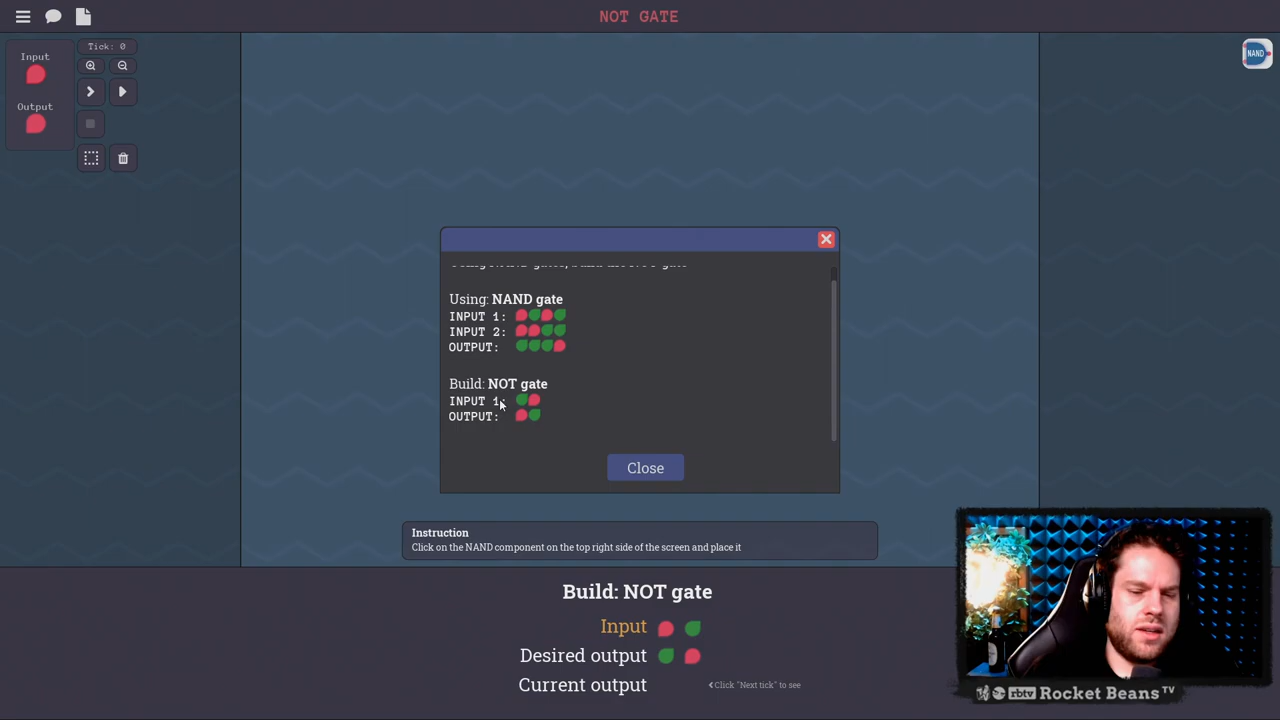 NOT GATE
Input
Output
Tick: 0
NAND
Using: NAND gate
INPUT 1:
INPUT 2:
OUTPUT:
Build: NOT gate
INPUT 1:
OUTPUT:
Close
Instruction
Click on the NAND component on the top right side of the screen and place it
Build: NOT gate
Input
Desired output
Current output
Click "Next tick" to see
rbtv Rocket Beans TV